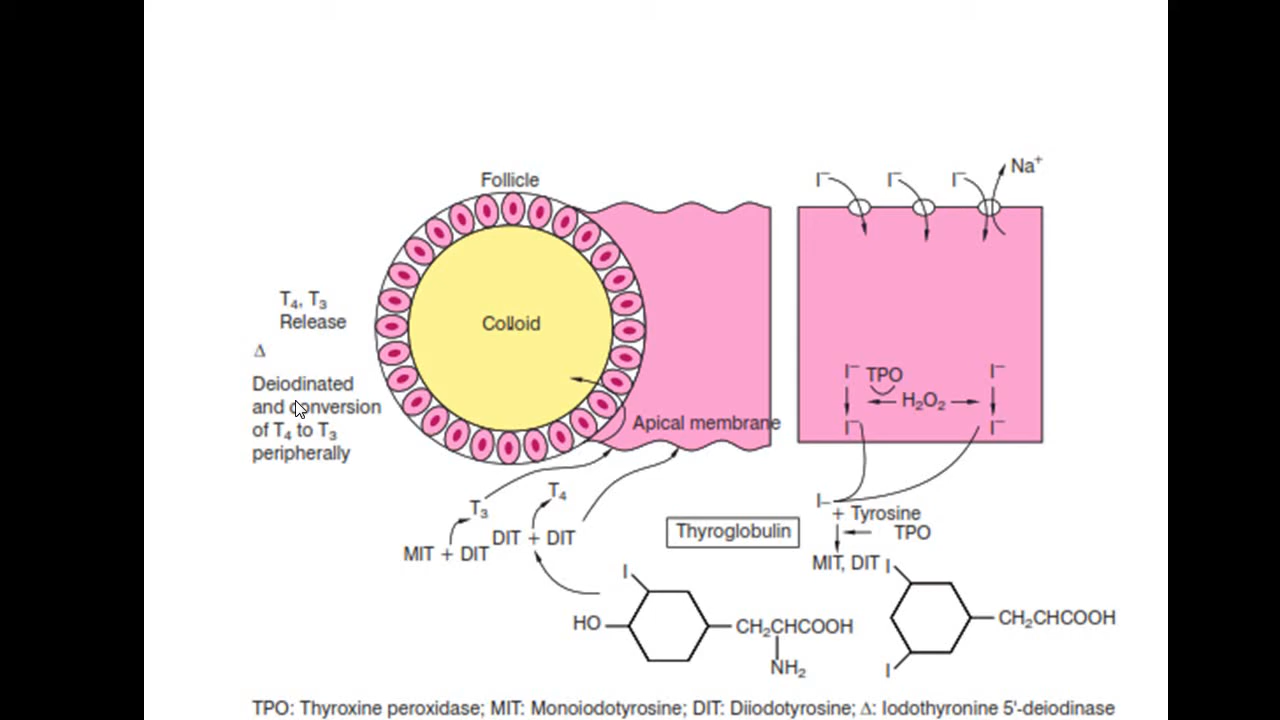 Follicle
I⁻ I⁻ I⁻ Na⁺
T₄, T₃
Release
Colloid
Δ
Deiodinated
and conversion
of T₄ to T₃
peripherally
Apical membrane
I⁻ TPO I⁻
H₂O₂
I⁻ I⁻
T₃
T₄
MIT + DIT
DIT + DIT
Thyroglobulin
I–
+ Tyrosine
TPO
MIT, DIT
I
HO
CH₂CHCOOH
NH₂
I
CH₂CHCOOH
I
TPO: Thyroxine peroxidase; MIT: Monoiodotyrosine; DIT: Diiodotyrosine; Δ: Iodothyronine 5'-deiodinase